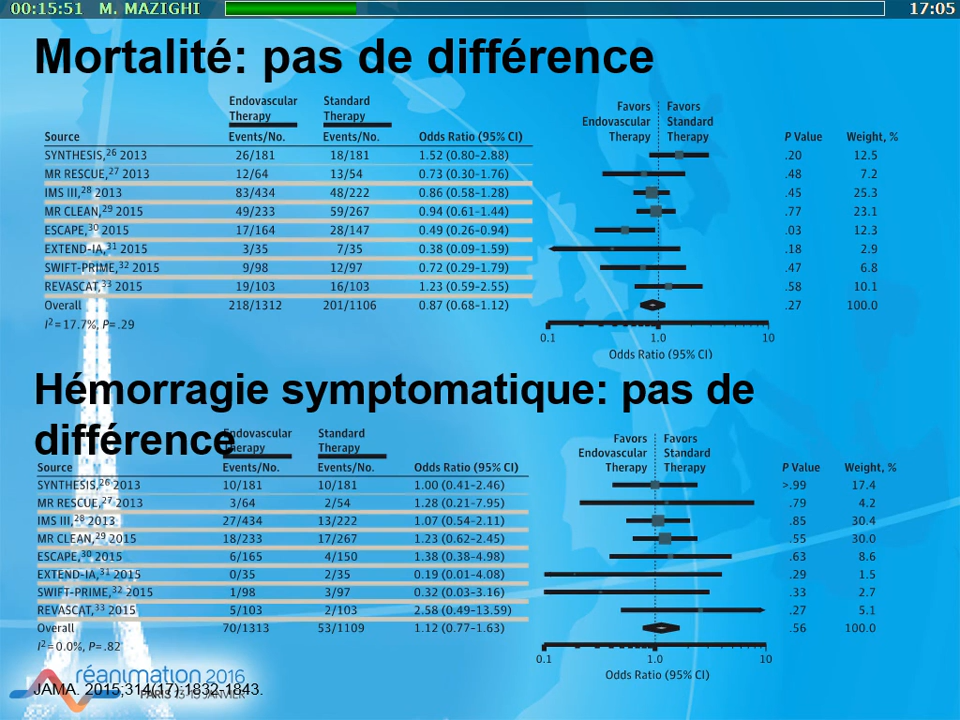 00:15:51 M. MAZIGHI 17:05
Mortalité: pas de différence
Endovascular Therapy Standard Therapy Favors Endovascular Therapy Favors Standard Therapy
Source Events/No. Events/No. Odds Ratio (95% CI) P Value Weight, %
SYNTHESIS,26 2013 26/181 18/181 1.52 (0.80-2.88) .20 12.5
MR RESCUE,27 2013 12/64 13/54 0.73 (0.30-1.76) .48 7.2
IMS III,28 2013 83/434 48/222 0.86 (0.58-1.28) .45 25.3
MR CLEAN,29 2015 49/233 59/267 0.94 (0.61-1.44) .77 23.1
ESCAPE,30 2015 17/164 28/147 0.49 (0.26-0.94) .03 12.3
EXTEND-IA,31 2015 3/35 7/35 0.38 (0.09-1.59) .18 2.9
SWIFT-PRIME,32 2015 9/98 12/97 0.72 (0.29-1.79) .47 6.8
REVASCAT,33 2015 19/103 16/103 1.23 (0.59-2.55) .58 10.1
Overall 218/1312 201/1106 0.87 (0.68-1.12) .27 100.0
I2=17.7%, P=.29
0.1 1.0 10
Odds Ratio (95% CI)
Hémorragie symptomatique: pas de
différence
Endovascular Therapy Standard Therapy Favors Endovascular Therapy Favors Standard Therapy
Source Events/No. Events/No. Odds Ratio (95% CI) P Value Weight, %
SYNTHESIS,26 2013 10/181 10/181 1.00 (0.41-2.46) >.99 17.4
MR RESCUE,27 2013 3/64 2/54 1.28 (0.21-7.95) .79 4.2
IMS III,28 2013 27/434 13/222 1.07 (0.54-2.11) .85 30.4
MR CLEAN,29 2015 18/233 17/267 1.23 (0.62-2.45) .55 30.0
ESCAPE,30 2015 6/165 4/150 1.38 (0.38-4.98) .63 8.6
EXTEND-IA,31 2015 0/35 2/35 0.19 (0.01-4.08) .29 1.5
SWIFT-PRIME,32 2015 1/98 3/97 0.32 (0.03-3.16) .33 2.7
REVASCAT,33 2015 5/103 2/103 2.58 (0.49-13.59) .27 5.1
Overall 70/1313 53/1109 1.12 (0.77-1.63) .56 100.0
I2=0.0%, P=.82
0.1 1.0 10
Odds Ratio (95% CI)
réanimation 2016
PARIS 13-15 JANVIER
JAMA. 2015;314(17):1832-1843.